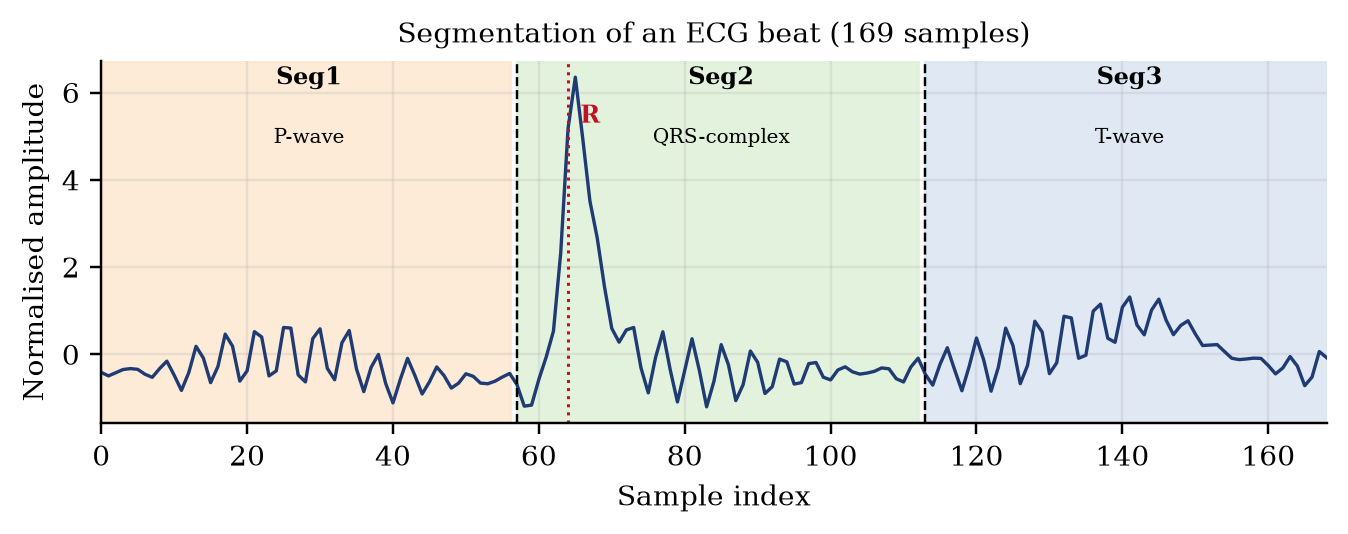 Segmentation of an ECG beat (169 samples)
Normalised amplitude
6
4
2
0
Seg1
P-wave
R
Seg2
QRS-complex
Seg3
T-wave
0 20 40 60 80 100 120 140 160
Sample index